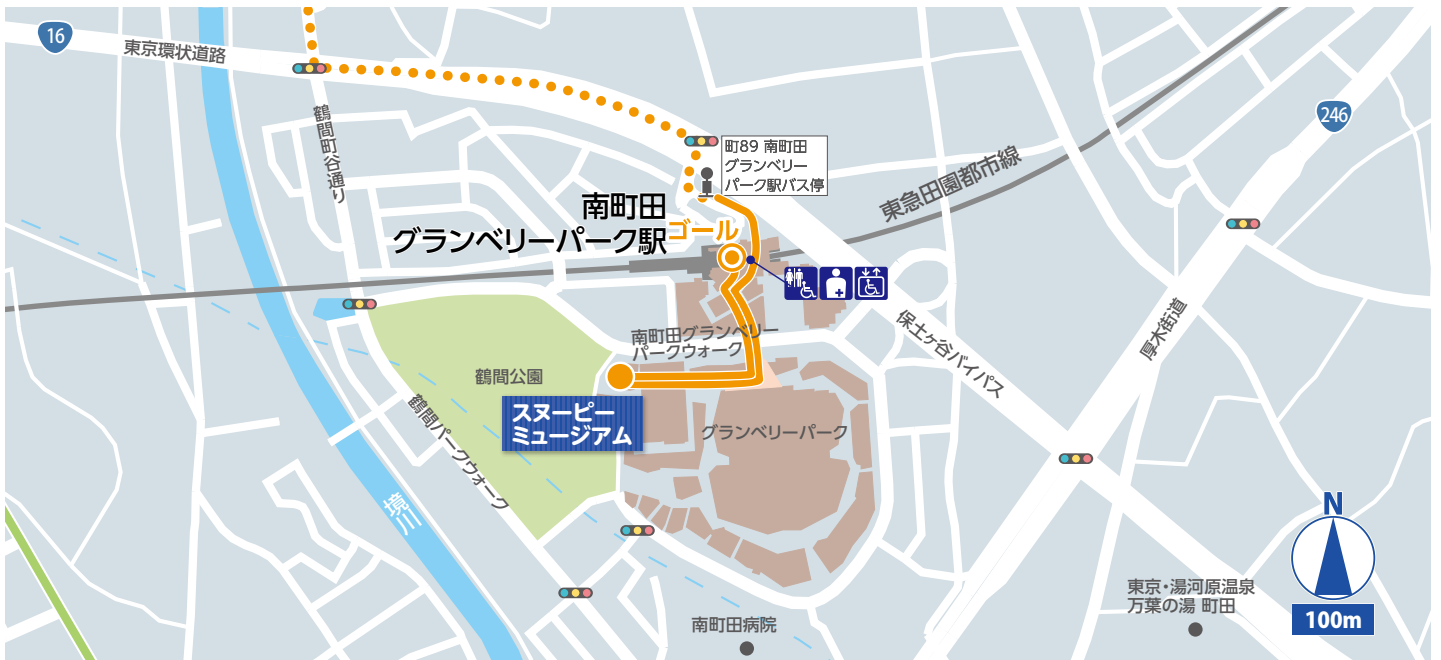 16
東京環状道路
鶴間町谷通り
246
町89 南町田
グランベリー
パーク駅バス停
東急田園都市線
南町田
グランベリーパーク駅
ゴール
保土ヶ谷バイパス
厚木街道
南町田グランベリー
パークウォーク
鶴間公園
スヌーピー
ミュージアム
鶴間パークウォーク
グランベリーパーク
境川
N
100m
東京・湯河原温泉
万葉の湯 町田
南町田病院